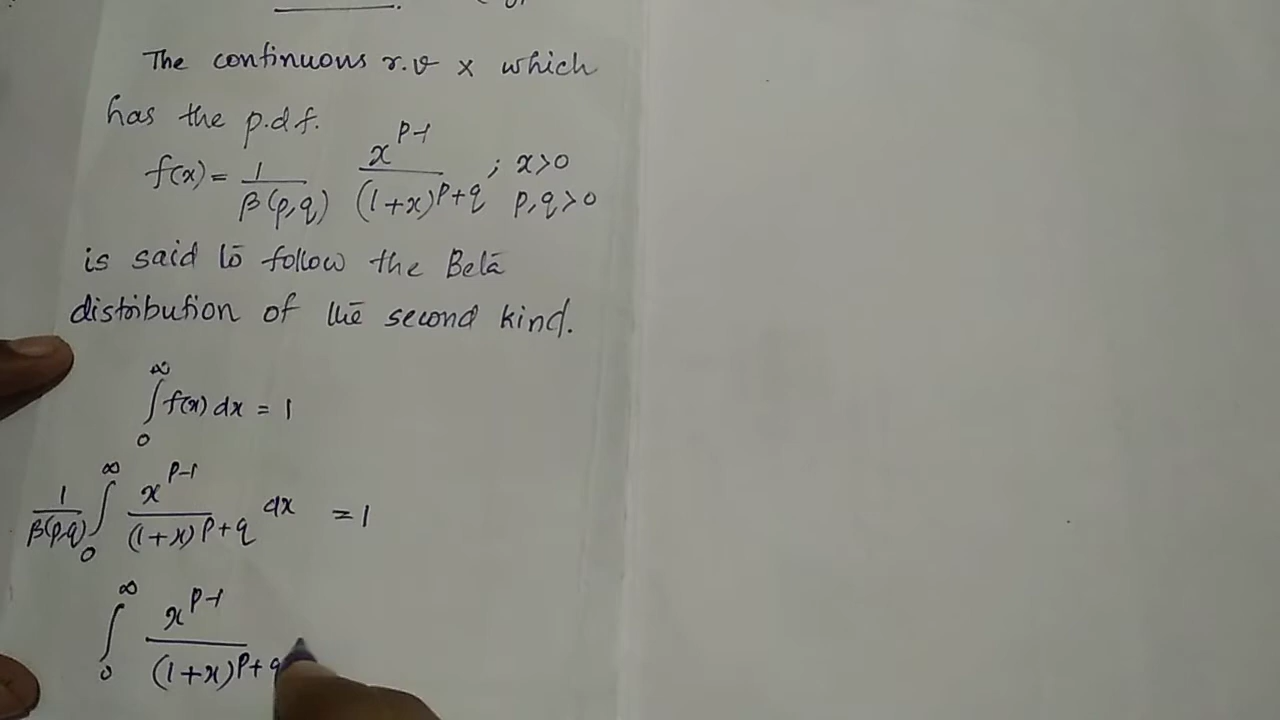 The continuous r.v x which
has the p.d.f.
f(x) = 1/β(p,q) x^(p-1)/(1+x)^(p+q) ; x>0 p,q>0
is said to follow the Beta
distribution of the second kind.
∫₀^∞ f(x) dx = 1
1/β(p,q) ∫₀^∞ x^(p-1)/(1+x)^(p+q) dx = 1
∫₀^∞ x^(p-1)/(1+x)^(p+q)